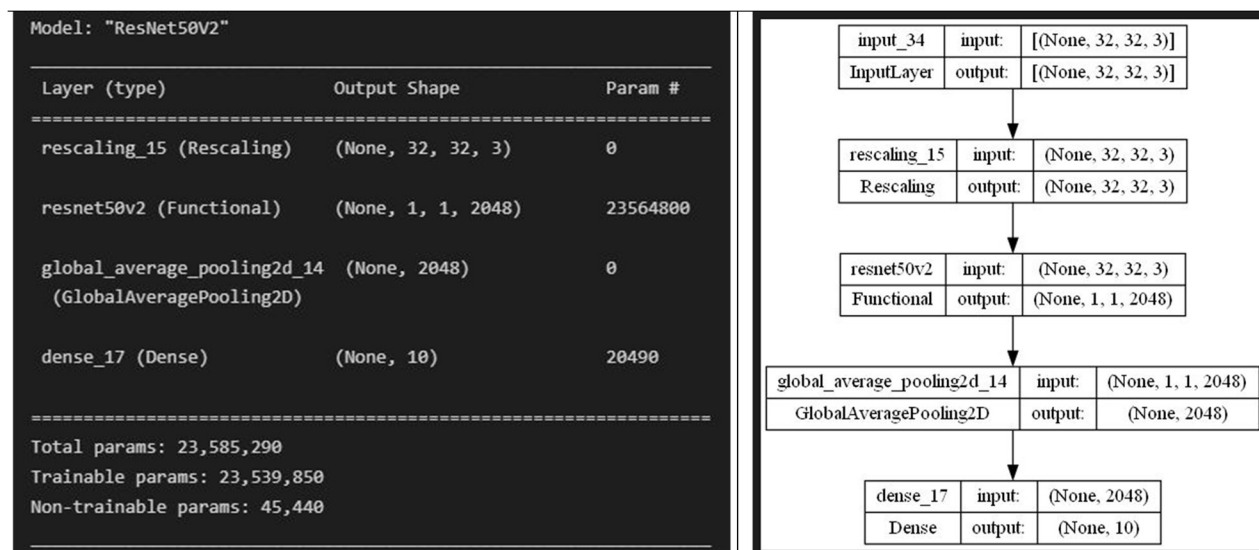 Model: "ResNet50V2"
Layer (type) Output Shape Param #
rescaling_15 (Rescaling) (None, 32, 32, 3) 0
resnet50v2 (Functional) (None, 1, 1, 2048) 23564800
global_average_pooling2d_14 (None, 2048) 0
(GlobalAveragePooling2D)
dense_17 (Dense) (None, 10) 20490
Total params: 23,585,290
Trainable params: 23,539,850
Non-trainable params: 45,440
input_34 input: [(None, 32, 32, 3)]
InputLayer output: [(None, 32, 32, 3)]
rescaling_15 input: (None, 32, 32, 3)
Rescaling output: (None, 32, 32, 3)
resnet50v2 input: (None, 32, 32, 3)
Functional output: (None, 1, 1, 2048)
global_average_pooling2d_14 input: (None, 1, 1, 2048)
GlobalAveragePooling2D output: (None, 2048)
dense_17 input: (None, 2048)
Dense output: (None, 10)